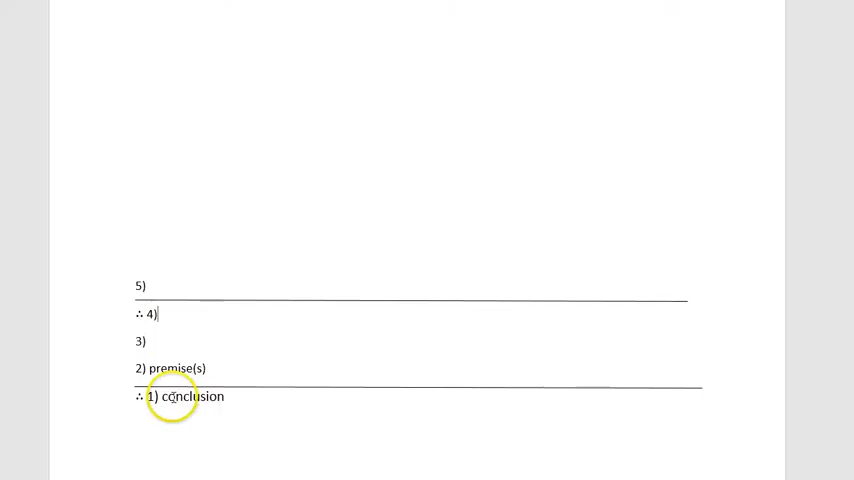 5)
∴ 4)
3)
2) premise(s)
∴ 1) conclusion